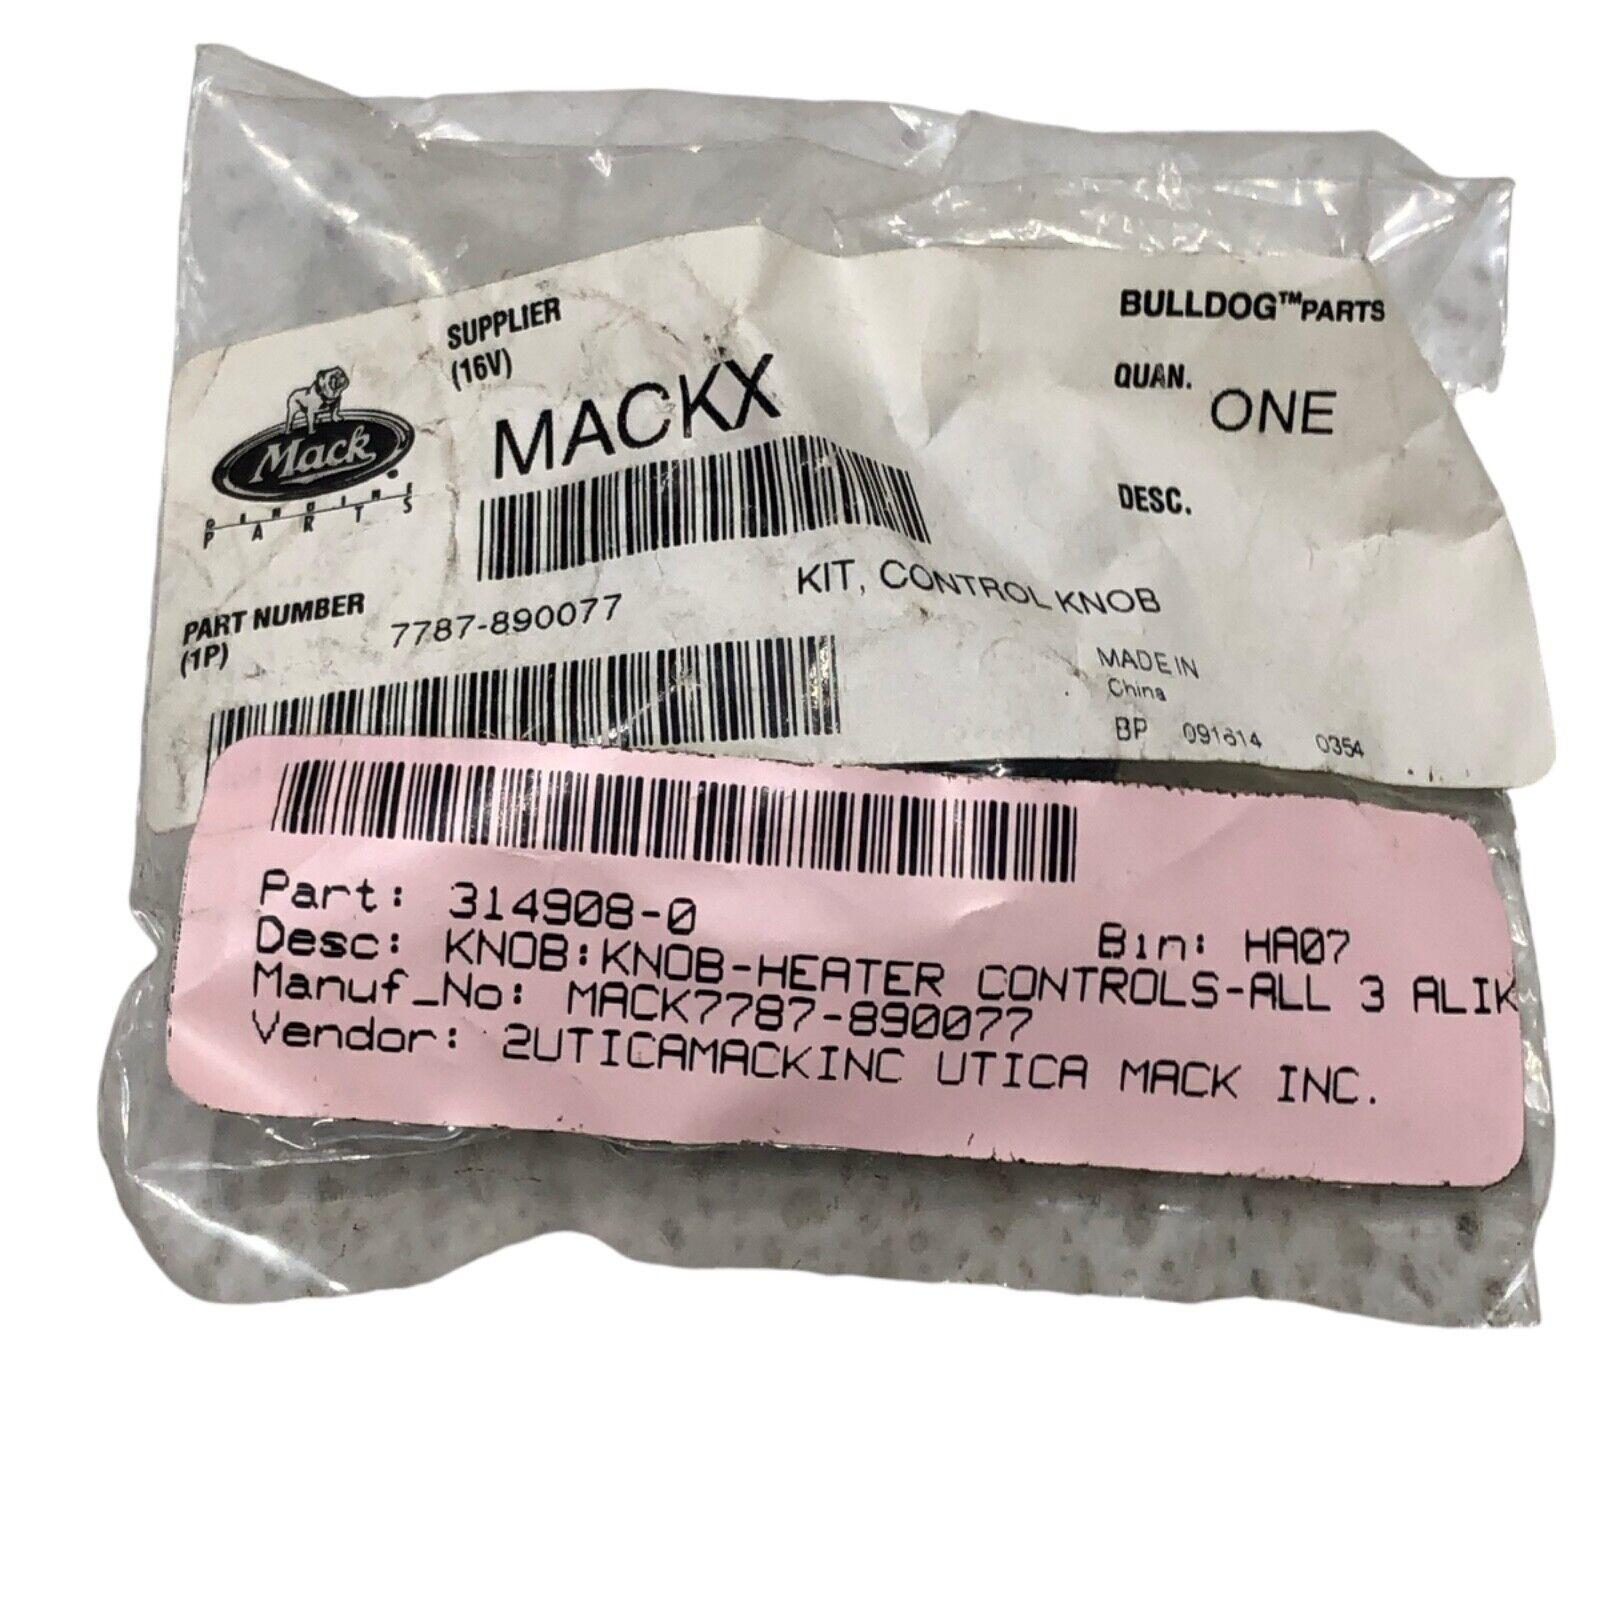 Mack
GENUINE
PARTS
SUPPLIER
(16V)
MACKX
BULLDOG™PARTS
QUAN. ONE
DESC.
KIT, CONTROL KNOB
PART NUMBER
(1P)
7787-890077
MADE IN
China
BP 091614 0354
Part: 314908-0 Bin: HA07
Desc: KNOB:KNOB-HEATER CONTROLS-ALL 3 ALIK
Manuf_No: MACK7787-890077
Vendor: 2UTICAMACKINC UTICA MACK INC.